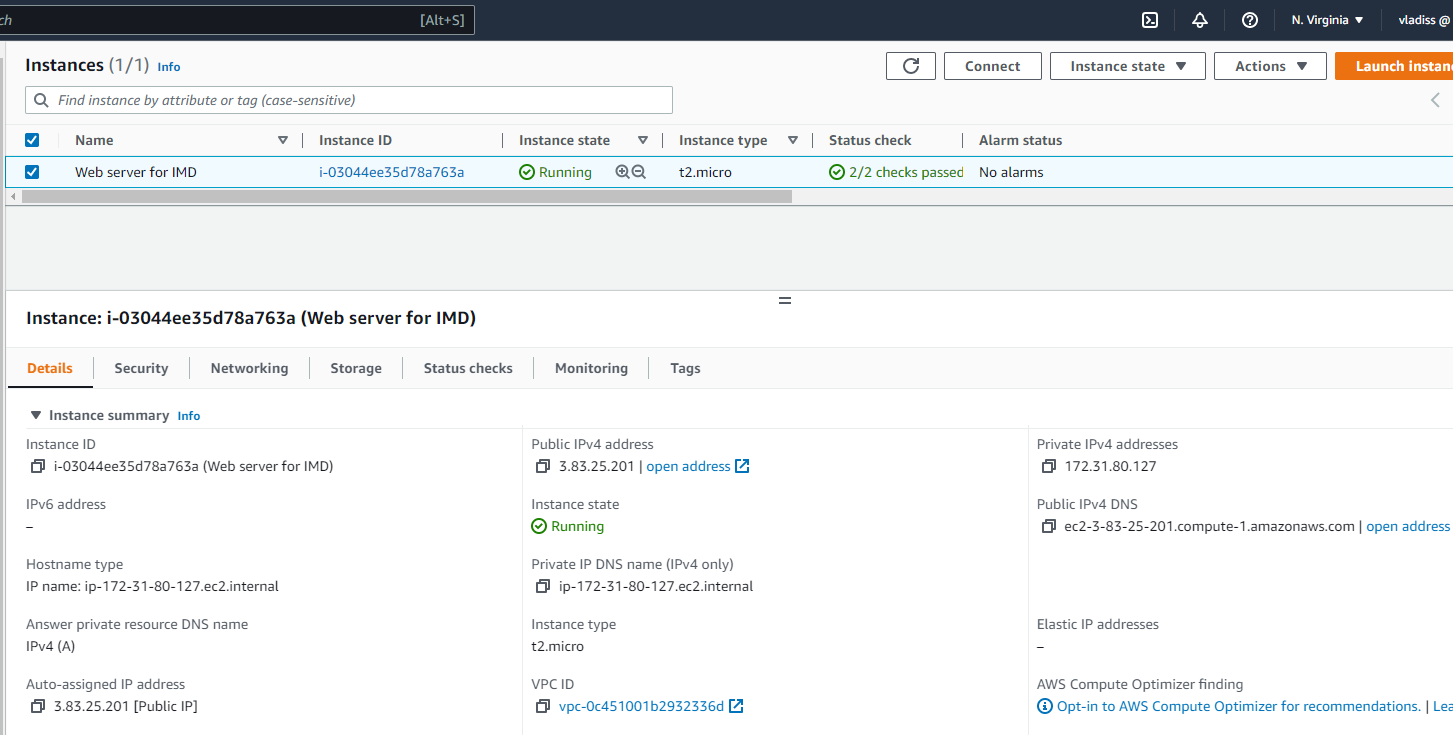 ch [Alt+S] N. Virginia ▼ vladiss @
Instances (1/1) Info Connect Instance state ▼ Actions ▼ Launch instan
Find instance by attribute or tag (case-sensitive)
Name Instance ID Instance state Instance type Status check Alarm status
Web server for IMD i-03044ee35d78a763a Running t2.micro 2/2 checks passed No alarms
Instance: i-03044ee35d78a763a (Web server for IMD)
Details Security Networking Storage Status checks Monitoring Tags
▼ Instance summary Info
Instance ID Public IPv4 address Private IPv4 addresses
i-03044ee35d78a763a (Web server for IMD) 3.83.25.201 | open address 172.31.80.127
IPv6 address Instance state Public IPv4 DNS
– Running ec2-3-83-25-201.compute-1.amazonaws.com | open address
Hostname type Private IP DNS name (IPv4 only)
IP name: ip-172-31-80-127.ec2.internal ip-172-31-80-127.ec2.internal
Answer private resource DNS name Instance type Elastic IP addresses
IPv4 (A) t2.micro –
Auto-assigned IP address VPC ID AWS Compute Optimizer finding
3.83.25.201 [Public IP] vpc-0c451001b2932336d Opt-in to AWS Compute Optimizer for recommendations. | Lea